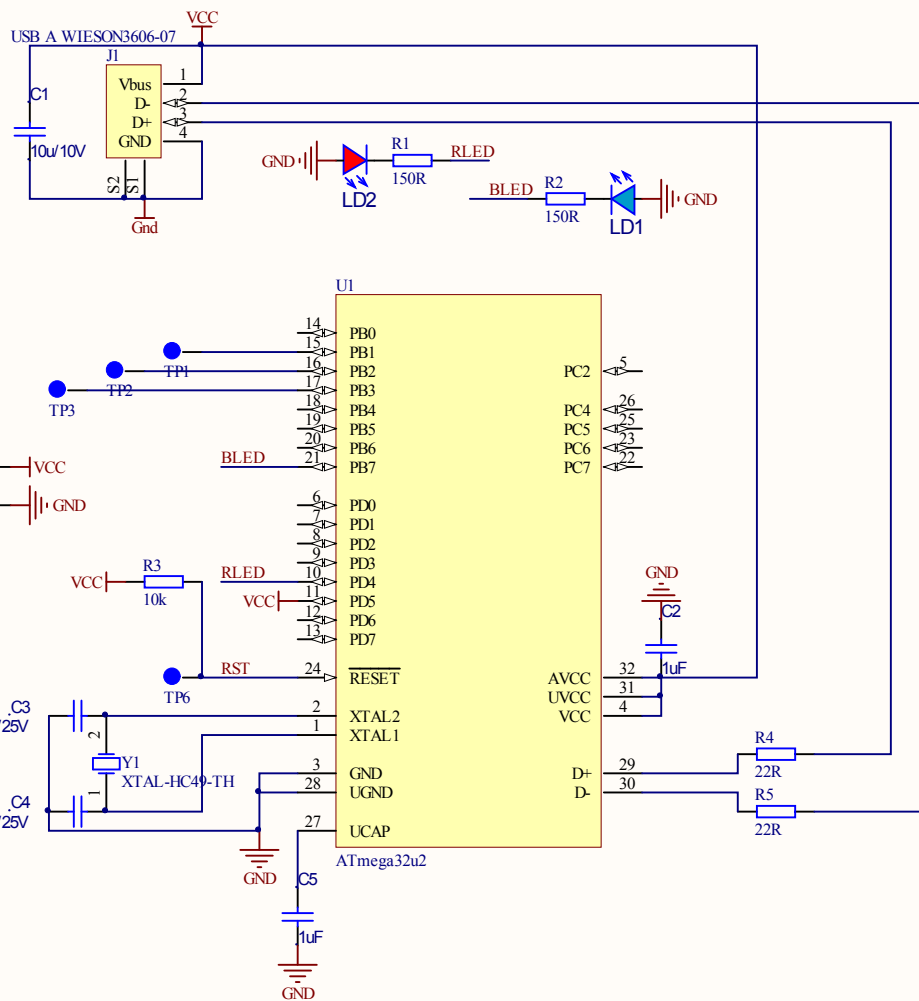 VCC
USB A WIESON3606-07
J1
C1
10u/10V
Vbus 1
D- 2
D+ 3
GND 4
S2
S1
Gnd
GND
R1
150R
RLED
LD2
BLED
R2
150R
LD1
GND
U1
14 PB0
15 PB1
16 PB2
17 PB3
18 PB4
19 PB5
20 PB6
21 PB7
TP1
TP2
TP3
BLED
PC2 5
PC4 26
PC5 25
PC6 23
PC7 22
VCC
GND
6 PD0
7 PD1
8 PD2
9 PD3
10 PD4
11 PD5
12 PD6
13 PD7
RLED
VCC
VCC
R3
10k
GND
C2
1uF
TP6
RST
24 RESET
AVCC 32
UVCC 31
VCC 4
2 XTAL2
1 XTAL1
C3
/25V
2
Y1
XTAL-HC49-TH
1
C4
/25V
3 GND
28 UGND
27 UCAP
D+ 29
D- 30
R4
22R
R5
22R
GND
ATmega32u2
C5
1uF
GND